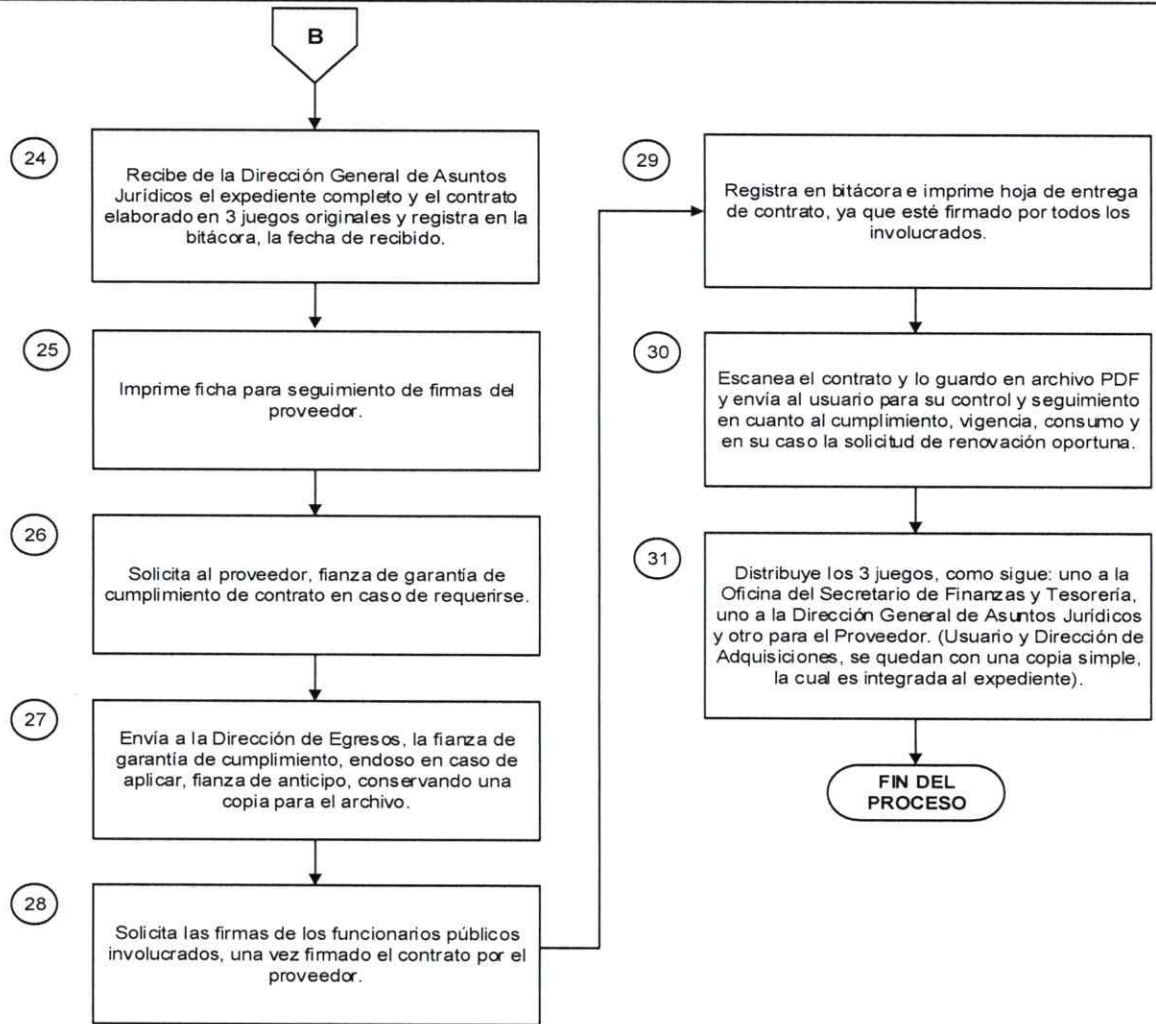 B
24
Recibe de la Dirección General de Asuntos
Jurídicos el expediente completo y el contrato
elaborado en 3 juegos originales y registra en la
bitácora, la fecha de recibido.
25
Imprime ficha para seguimiento de firmas del
proveedor.
26
Solicita al proveedor, fianza de garantía de
cumplimiento de contrato en caso de requerirse.
27
Envía a la Dirección de Egresos, la fianza de
garantía de cumplimiento, endoso en caso de
aplicar, fianza de anticipo, conservando una
copia para el archivo.
28
Solicita las firmas de los funcionarios públicos
involucrados, una vez firmado el contrato por el
proveedor.
29
Registra en bitácora e imprime hoja de entrega
de contrato, ya que esté firmado por todos los
involucrados.
30
Escanea el contrato y lo guardo en archivo PDF
y envía al usuario para su control y seguimiento
en cuanto al cumplimiento, vigencia, consumo y
en su caso la solicitud de renovación oportuna.
31
Distribuye los 3 juegos, como sigue: uno a la
Oficina del Secretario de Finanzas y Tesorería,
uno a la Dirección General de Asuntos Jurídicos
y otro para el Proveedor. (Usuario y Dirección de
Adquisiciones, se quedan con una copia simple,
la cual es integrada al expediente).
FIN DEL
PROCESO